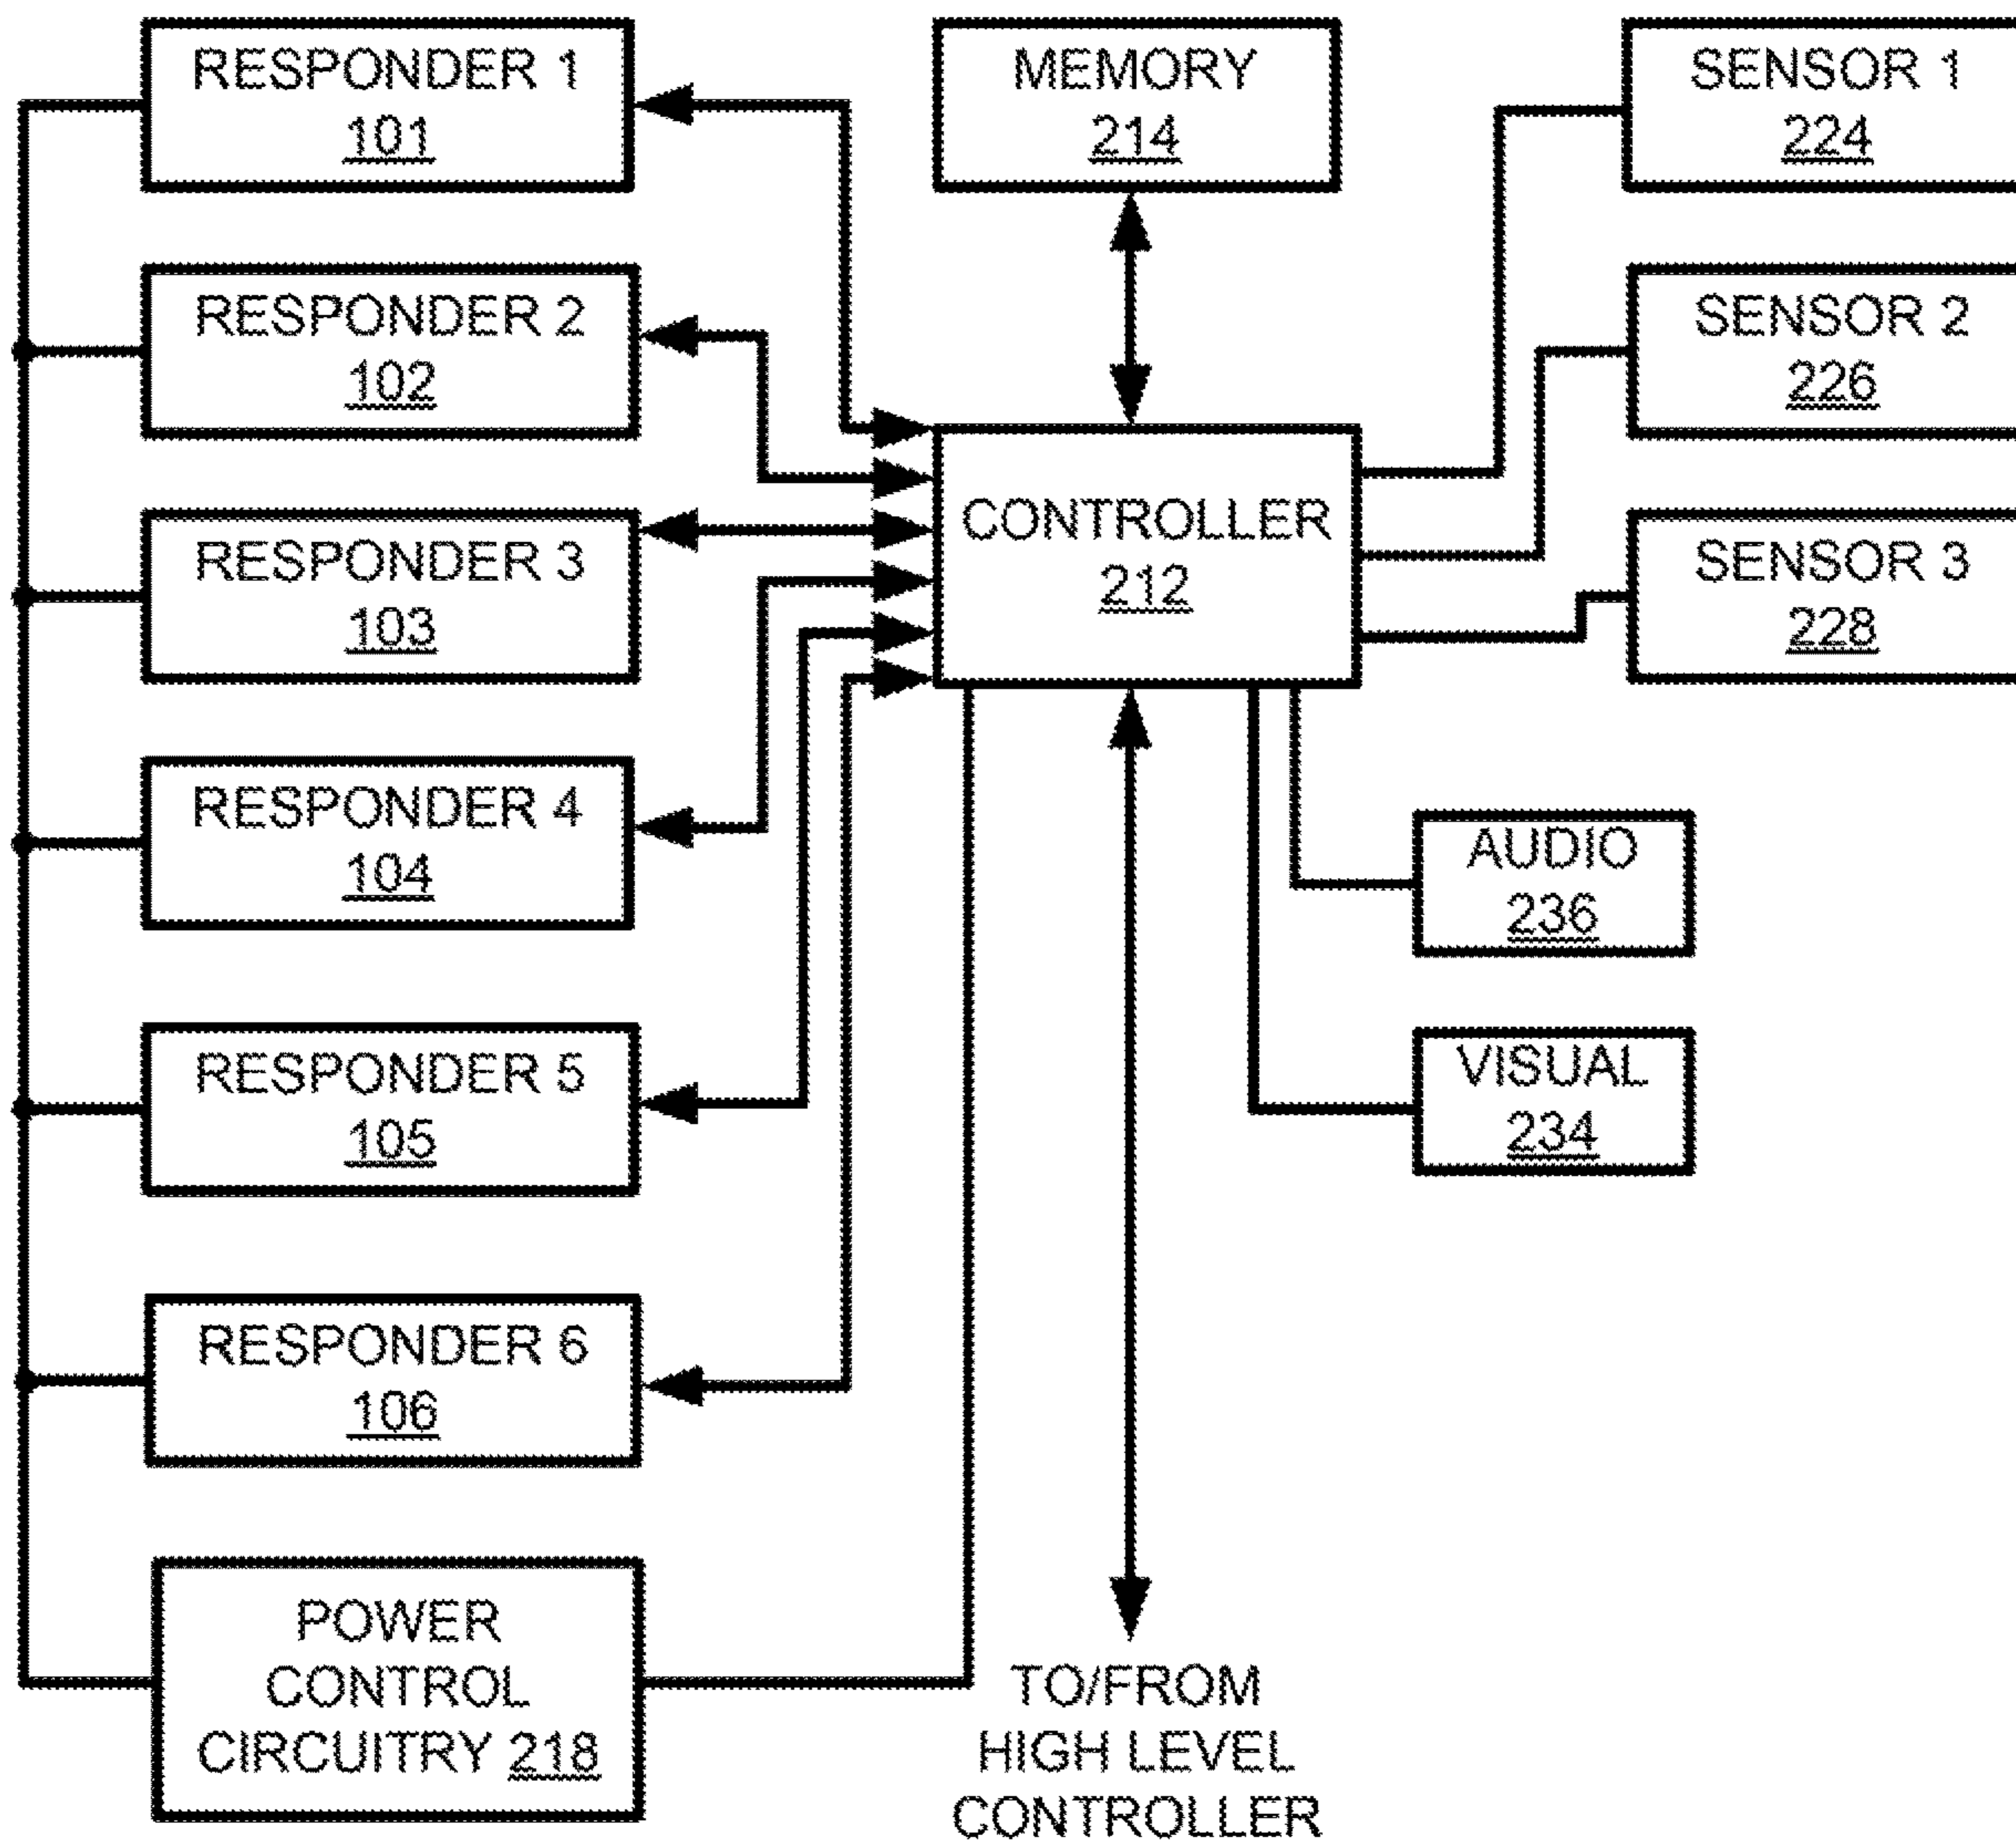 RESPONDER 1
101
RESPONDER 2
102
RESPONDER 3
103
RESPONDER 4
104
RESPONDER 5
105
RESPONDER 6
106
POWER
CONTROL
CIRCUITRY 218
MEMORY
214
CONTROLLER
212
TO/FROM
HIGH LEVEL
CONTROLLER
SENSOR 1
224
SENSOR 2
226
SENSOR 3
228
AUDIO
236
VISUAL
234